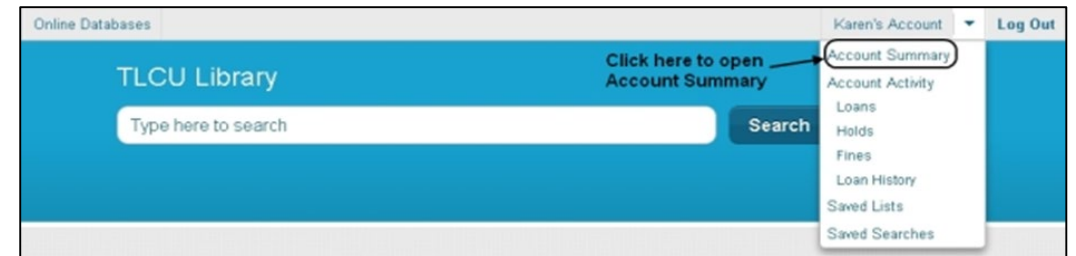 Online Databases
Karen's Account
Log Out
TLCU Library
Click here to open
Account Summary
Type here to search
Search
Account Summary
Account Activity
Loans
Holds
Fines
Loan History
Saved Lists
Saved Searches